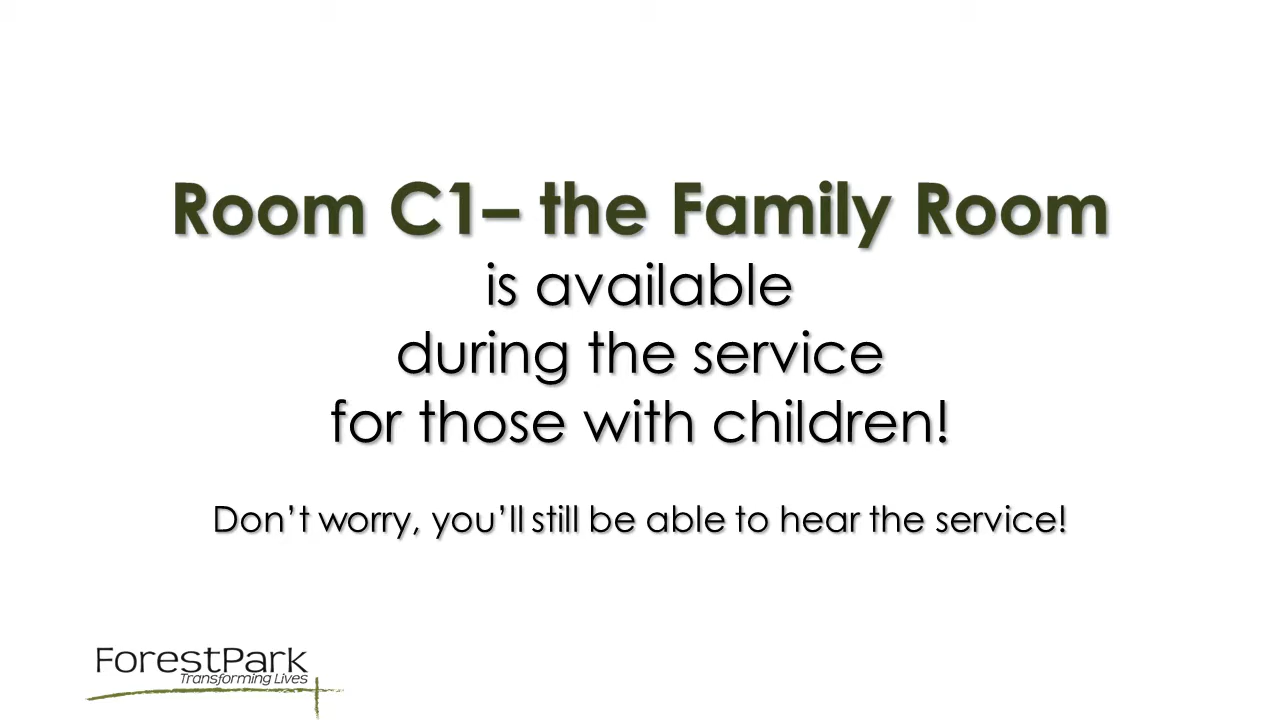 Room C1– the Family Room
is available
during the service
for those with children!
Don’t worry, you’ll still be able to hear the service!
ForestPark
Transforming Lives